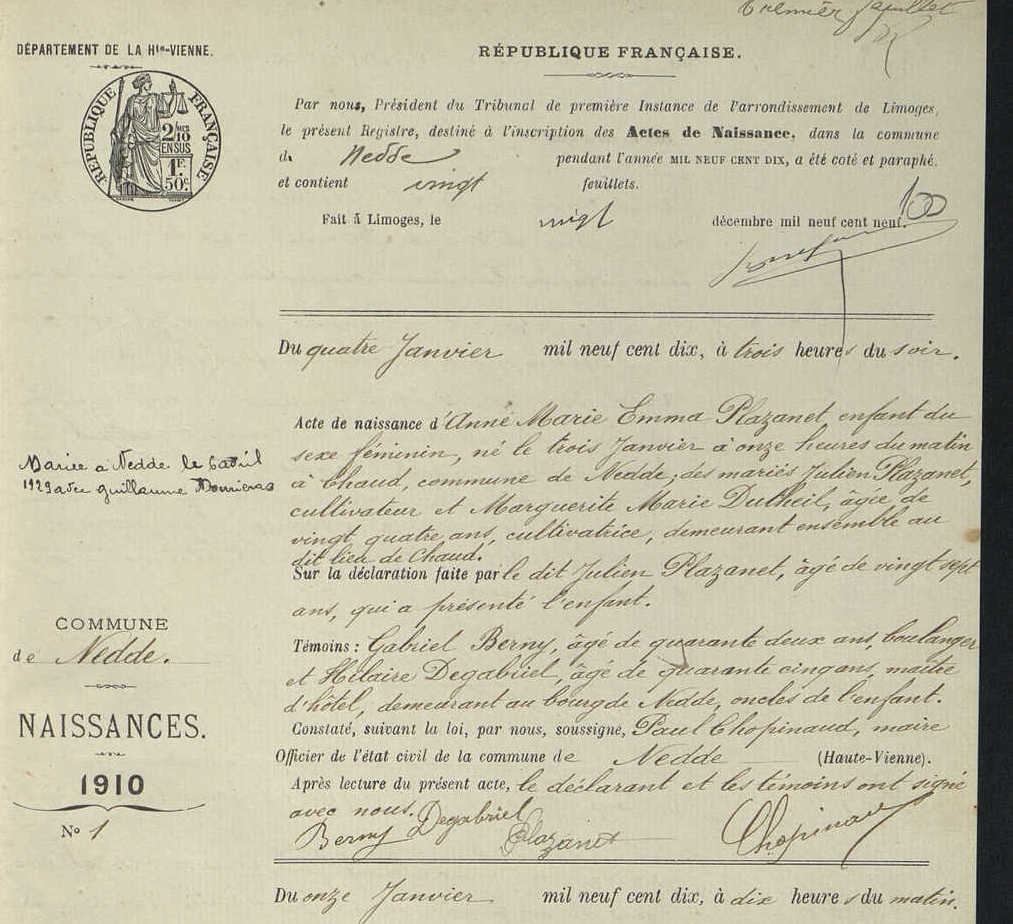 Premier feuillet
DÉPARTEMENT DE LA Hte-VIENNE.
RÉPUBLIQUE FRANÇAISE.
RÉPUBLIQUE FRANÇAISE
2/10
EN SUS
1 F.
50 c.
Par nous, Président du Tribunal de première Instance de l'arrondissement de Limoges,
le présent Registre, destiné à l'inscription des Actes de Naissance, dans la commune
de Nedde pendant l'année MIL NEUF CENT DIX, a été coté et paraphé,
et contient vingt feuillets.
Fait à Limoges, le vingt décembre mil neuf cent neuf.
Du quatre Janvier mil neuf cent dix, à trois heures du soir.
Acte de naissance d'Anne Marie Emma Plazanet enfant du
sexe féminin, né le trois Janvier à onze heures du matin
à Chaud, commune de Nedde, des mariés Julien Plazanet,
cultivateur et Marguerite Marie Dutheil, âgée de
vingt quatre ans, cultivatrice, demeurant ensemble au
dit lieu de Chaud.
Sur la déclaration faite par le dit Julien Plazanet, âgé de vingt sept
ans, qui a présenté l'enfant.
Témoins : Gabriel Berny, âgé de quarante deux ans, boulanger
et Hilaire Degabriel, âgé de quarante cinq ans, maître
d'hôtel, demeurant au bourg de Nedde, oncles de l'enfant.
Constaté, suivant la loi, par nous, soussigné, Paul Chopinaud, maire
Officier de l'état civil de la commune de Nedde (Haute-Vienne).
Après lecture du présent acte, le déclarant et les témoins ont signé
avec nous.
Berny Degabriel Plazanet Chopinaud
Mariée à Nedde le 6 avril
1929 avec Guillaume
COMMUNE
de Nedde.
NAISSANCES.
1910
No 1
Du onze Janvier mil neuf cent dix, à dix heures du matin.